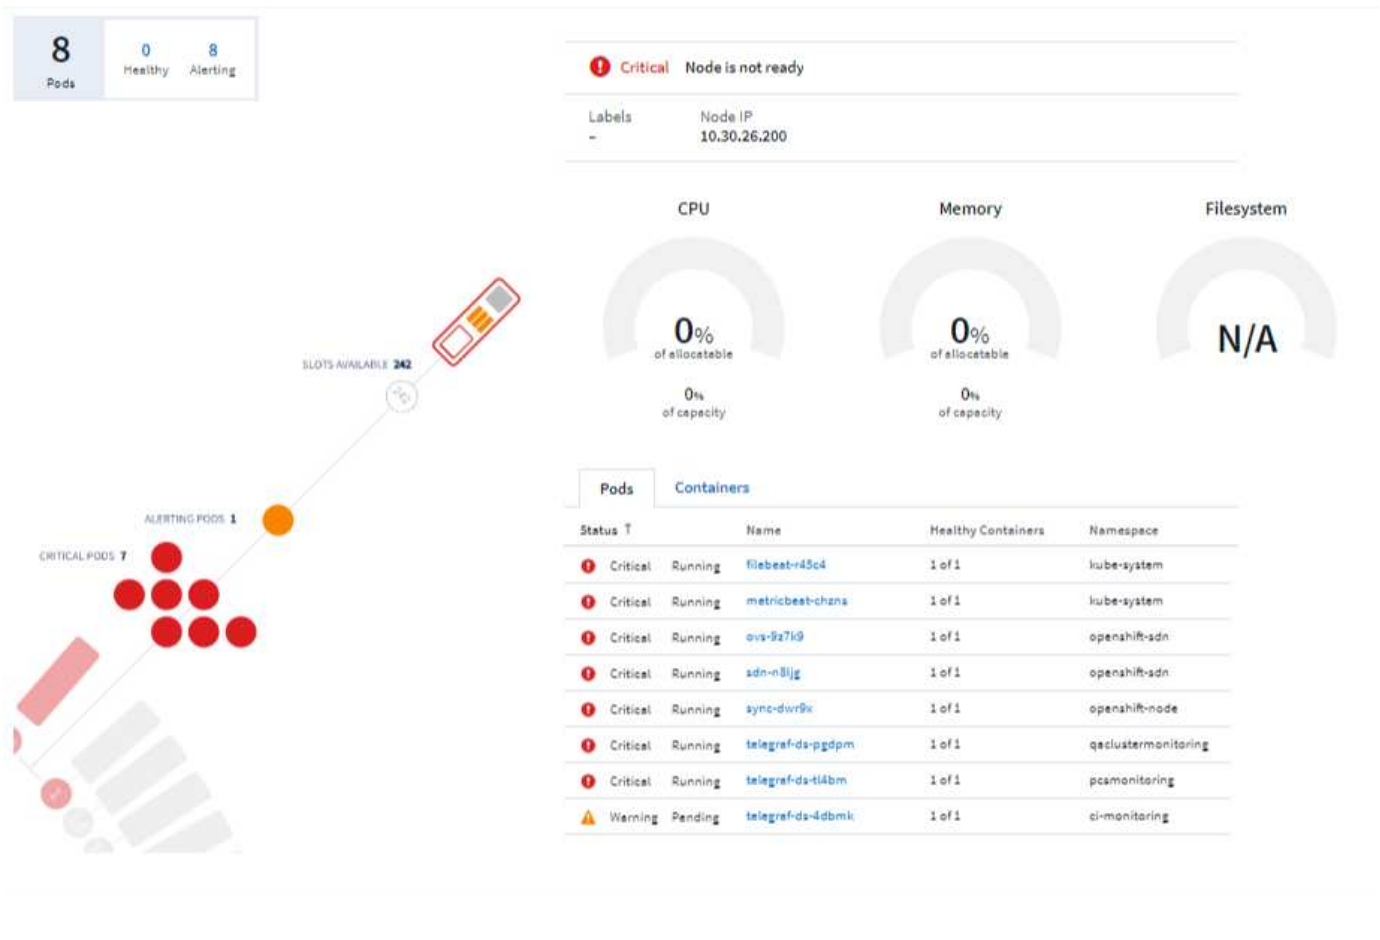 8
Pods
0
Healthy
8
Alerting
Critical Node is not ready
Labels
-
Node IP
10.30.26.200
CPU
0%
of allocatable
0%
of capacity
Memory
0%
of allocatable
0%
of capacity
Filesystem
N/A
SLOTS AVAILABLE 242
ALERTING PODS 1
CRITICAL PODS 7
Pods Containers
Status ↑ Name Healthy Containers Namespace
Critical Running filebeat-r45c4 1 of 1 kube-system
Critical Running metricbeat-chzns 1 of 1 kube-system
Critical Running ovs-9z7k9 1 of 1 openshift-sdn
Critical Running 1 of 1 openshift-sdn
Critical Running sync-dwr9x 1 of 1 openshift-node
Critical Running telegraf-ds-pgdpm 1 of 1 qaclustermonitoring
Critical Running telegraf-ds-tl4bm 1 of 1 pcsmonitoring
Warning Pending telegraf-ds-4dbmk 1 of 1 ci-monitoring